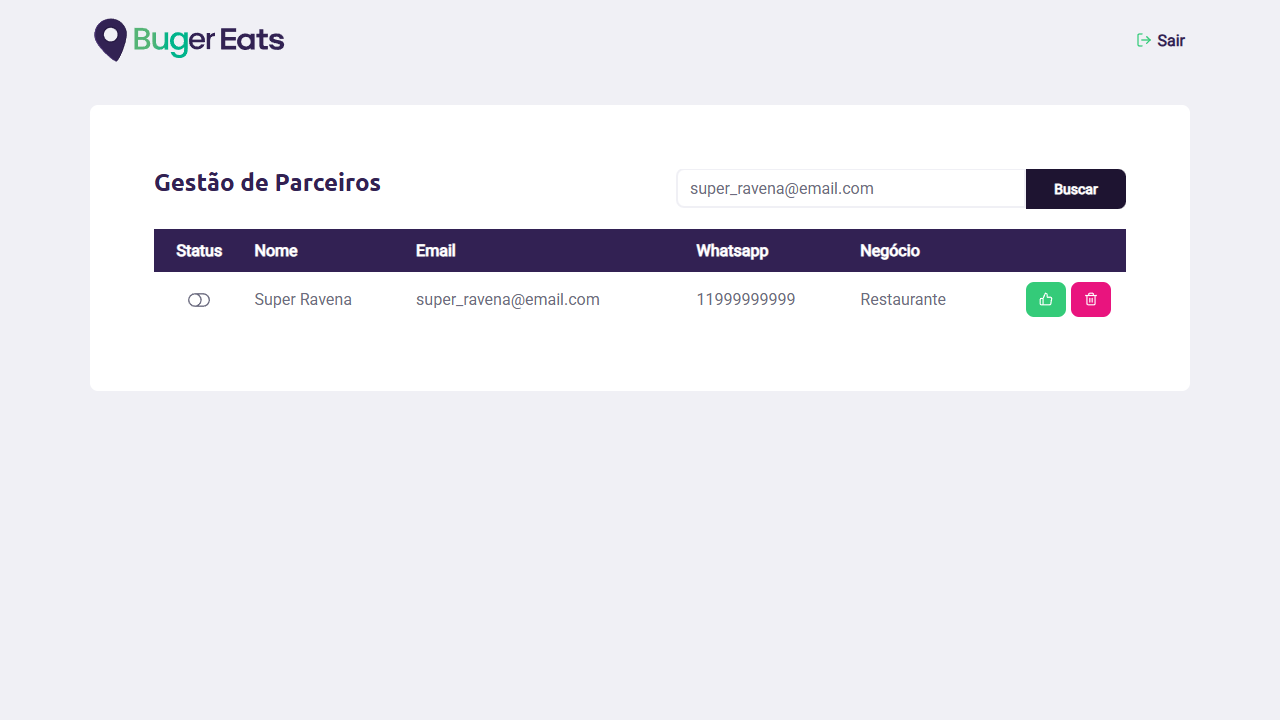 Buger Eats
Sair
Gestão de Parceiros
super_ravena@email.com
Buscar
Status Nome Email Whatsapp Negócio
Super Ravena super_ravena@email.com 11999999999 Restaurante